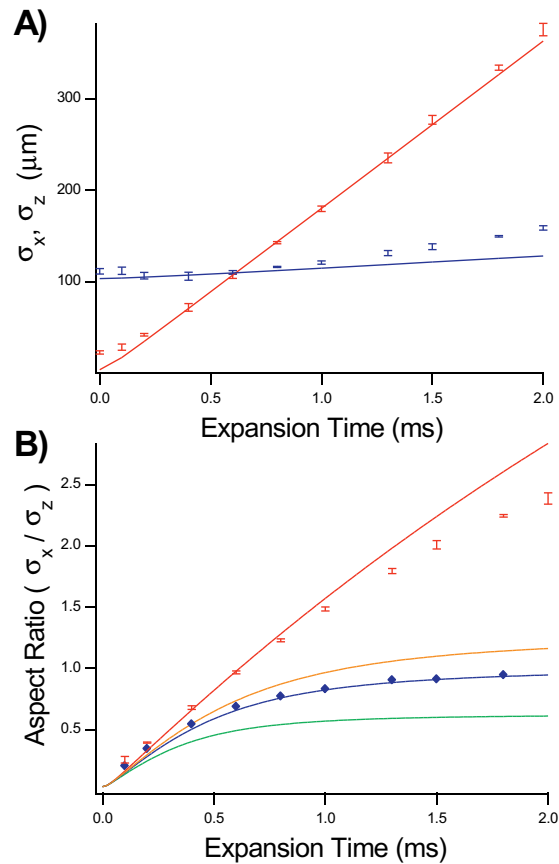 A)
σx, σz (μm)
300
200
100
0.0 0.5 1.0 1.5 2.0
Expansion Time (ms)
B)
Aspect Ratio ( σx / σz )
2.5
2.0
1.5
1.0
0.5
0.0 0.5 1.0 1.5 2.0
Expansion Time (ms)